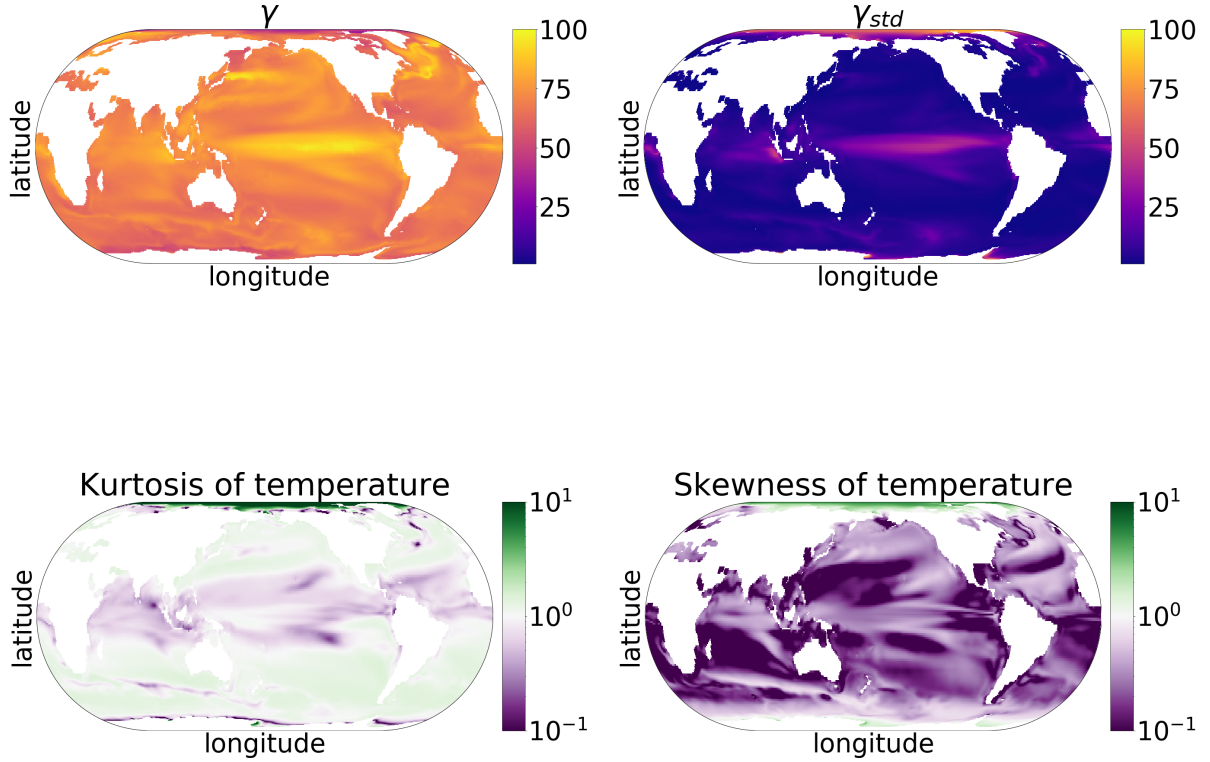 γ
100
75
50
25
latitude
longitude
γ_std
100
75
50
25
latitude
longitude
Kurtosis of temperature
10¹
10⁰
10⁻¹
latitude
longitude
Skewness of temperature
10¹
10⁰
10⁻¹
latitude
longitude